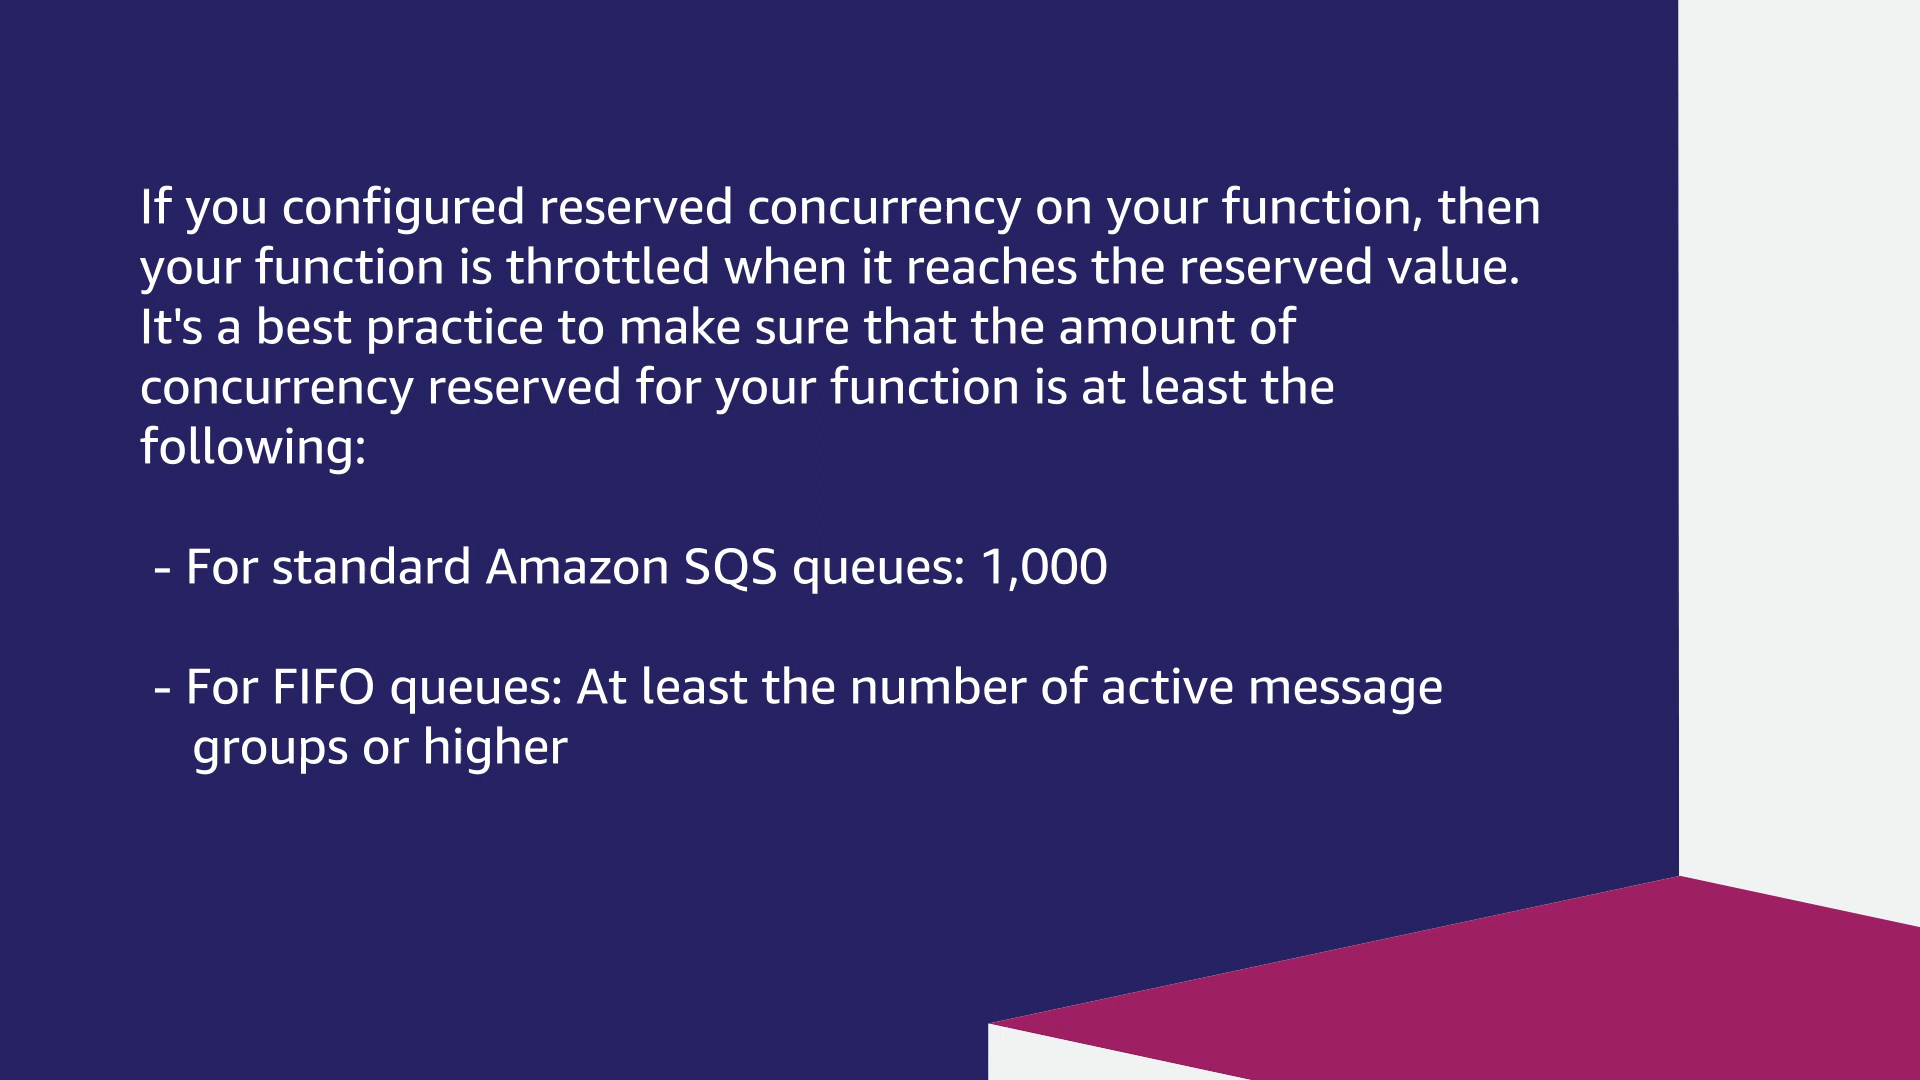 If you configured reserved concurrency on your function, then
your function is throttled when it reaches the reserved value.
It's a best practice to make sure that the amount of
concurrency reserved for your function is at least the
following:
- For standard Amazon SQS queues: 1,000
- For FIFO queues: At least the number of active message
groups or higher